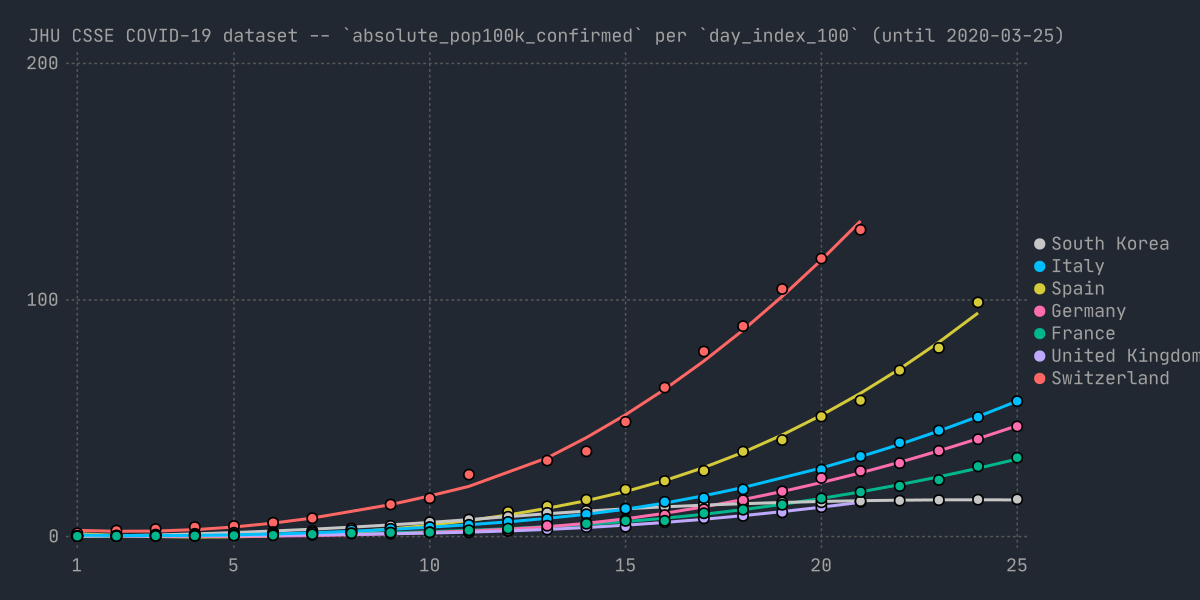 JHU CSSE COVID-19 dataset -- `absolute_pop100k_confirmed` per `day_index_100` (until 2020-03-25)
200
100
0
1 5 10 15 20 25
South Korea
Italy
Spain
Germany
France
United Kingdom
Switzerland